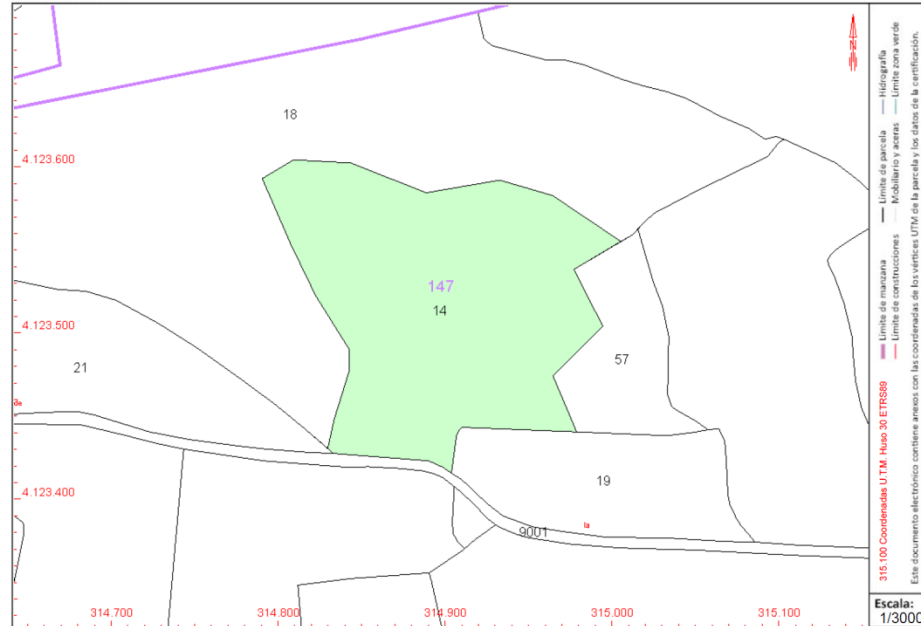 18
4.123.600
147
14
4.123.500
57
21
de
19
4.123.400
la
9001
314.700
314.800
314.900
315.000
315.100
315.100 Coordenadas U.T.M. Huso 30 ETRS89
Límite de manzana
Límite de parcela
Hidrografía
Límite de construcciones
Mobiliario y aceras
Límite zona verde
Este documento electrónico contiene anexos con las coordenadas de los vértices UTM de la parcela y los datos de la certificación.
Escala:
1/3000